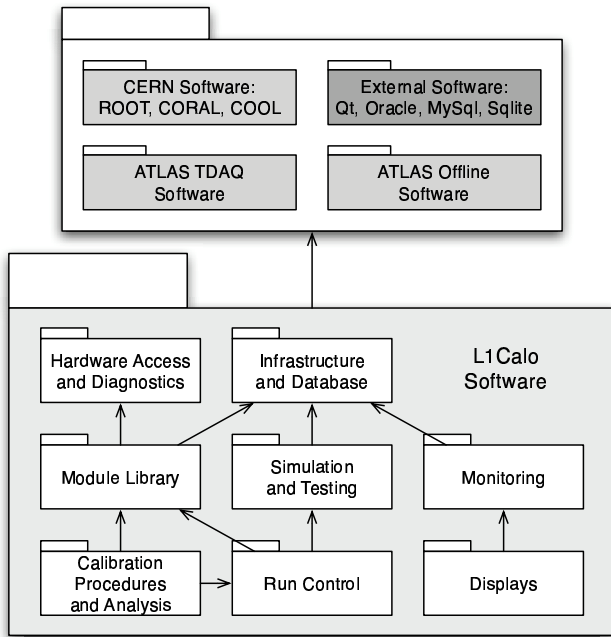 CERN Software:
ROOT, CORAL, COOL
External Software:
Qt, Oracle, MySql, Sqlite
ATLAS TDAQ
Software
ATLAS Offline
Software
L1Calo
Software
Hardware Access
and Diagnostics
Infrastructure
and Database
Module Library
Simulation
and Testing
Monitoring
Calibration
Procedures
and Analysis
Run Control
Displays